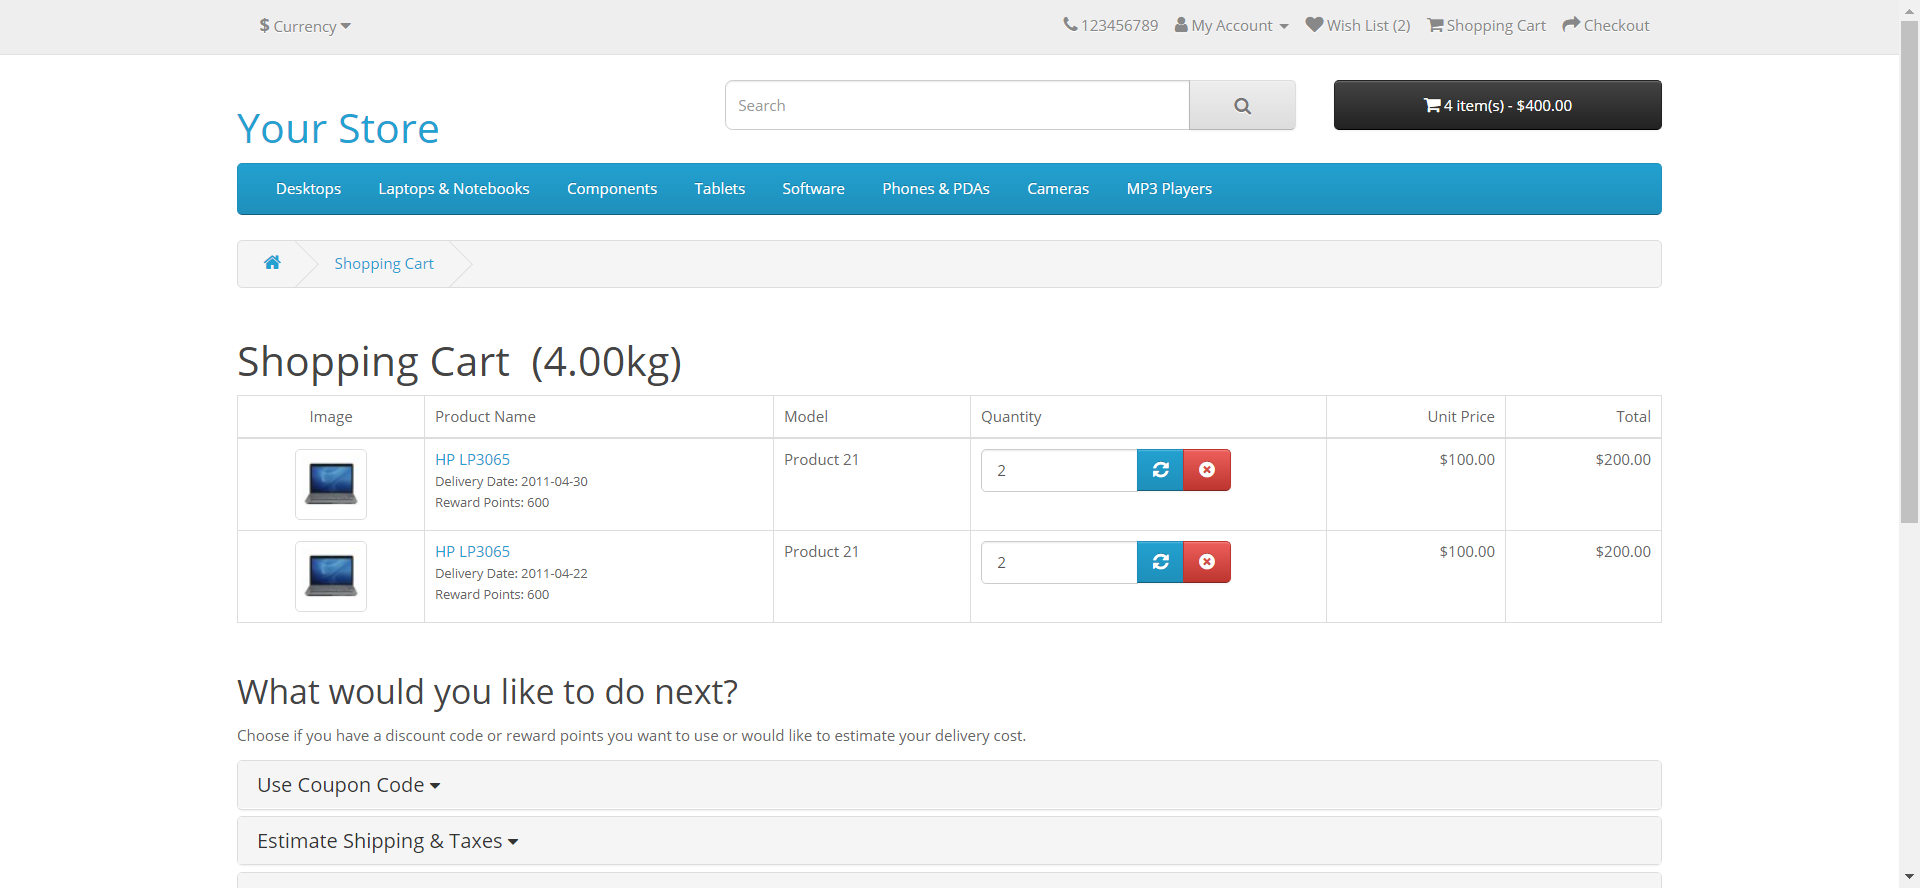 $ Currency
123456789 My Account Wish List (2) Shopping Cart Checkout
Search
4 item(s) - $400.00
Your Store
Desktops Laptops & Notebooks Components Tablets Software Phones & PDAs Cameras MP3 Players
Shopping Cart
Shopping Cart (4.00kg)
Image Product Name Model Quantity Unit Price Total
HP LP3065 Product 21 2 $100.00 $200.00
Delivery Date: 2011-04-30
Reward Points: 600
HP LP3065 Product 21 2 $100.00 $200.00
Delivery Date: 2011-04-22
Reward Points: 600
What would you like to do next?
Choose if you have a discount code or reward points you want to use or would like to estimate your delivery cost.
Use Coupon Code
Estimate Shipping & Taxes